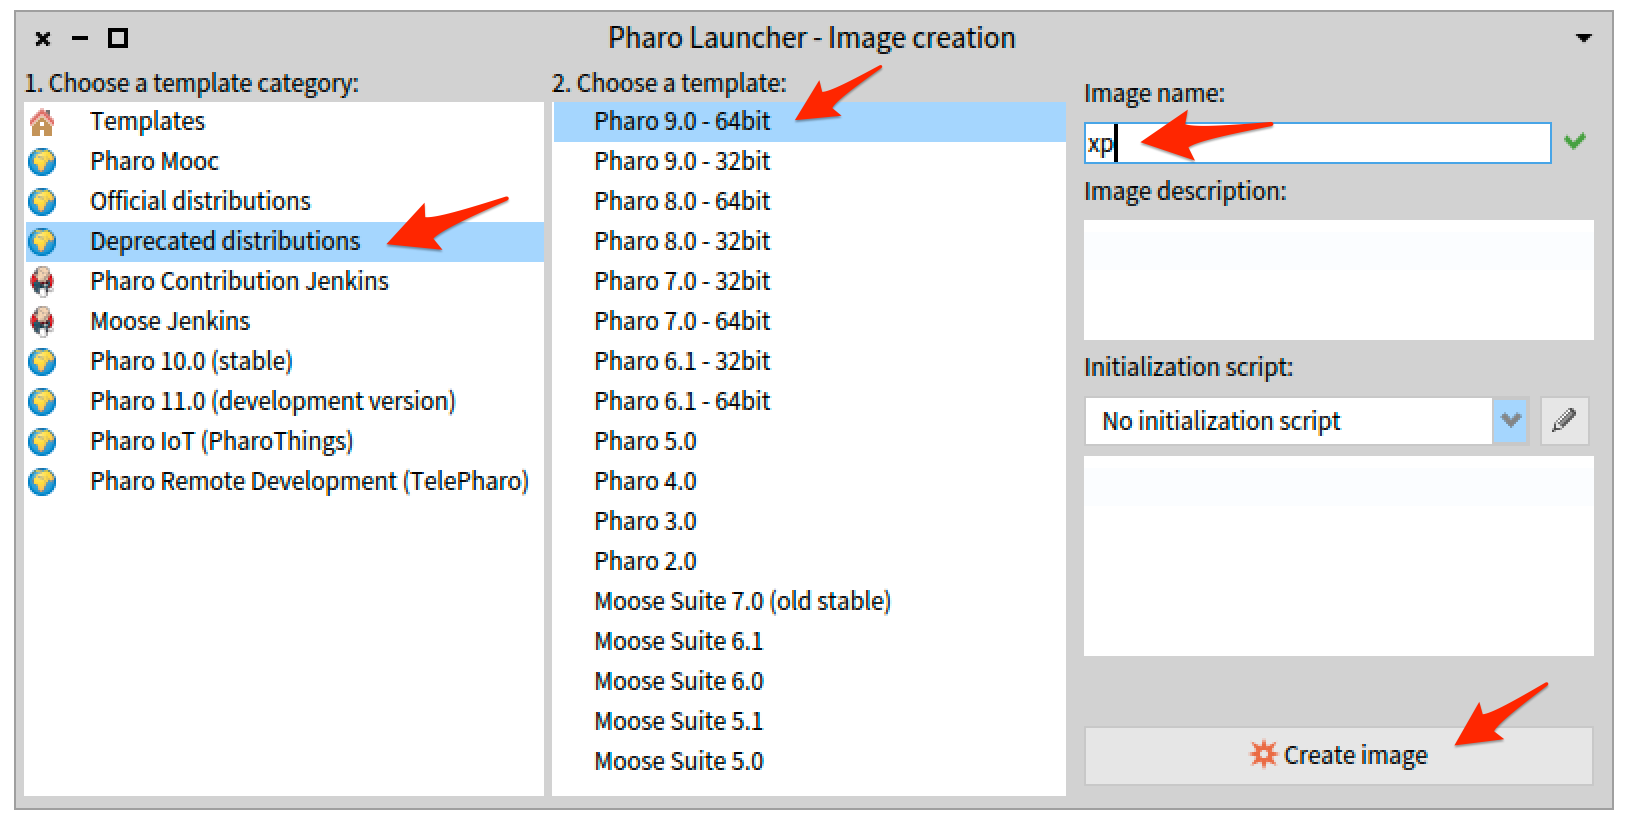 Pharo Launcher - Image creation
1. Choose a template category:
Templates
Pharo Mooc
Official distributions
Deprecated distributions
Pharo Contribution Jenkins
Moose Jenkins
Pharo 10.0 (stable)
Pharo 11.0 (development version)
Pharo IoT (PharoThings)
Pharo Remote Development (TelePharo)
2. Choose a template:
Pharo 9.0 - 64bit
Pharo 9.0 - 32bit
Pharo 8.0 - 64bit
Pharo 8.0 - 32bit
Pharo 7.0 - 32bit
Pharo 7.0 - 64bit
Pharo 6.1 - 32bit
Pharo 6.1 - 64bit
Pharo 5.0
Pharo 4.0
Pharo 3.0
Pharo 2.0
Moose Suite 7.0 (old stable)
Moose Suite 6.1
Moose Suite 6.0
Moose Suite 5.1
Moose Suite 5.0
Image name:
xp
Image description:
Initialization script:
No initialization script
Create image